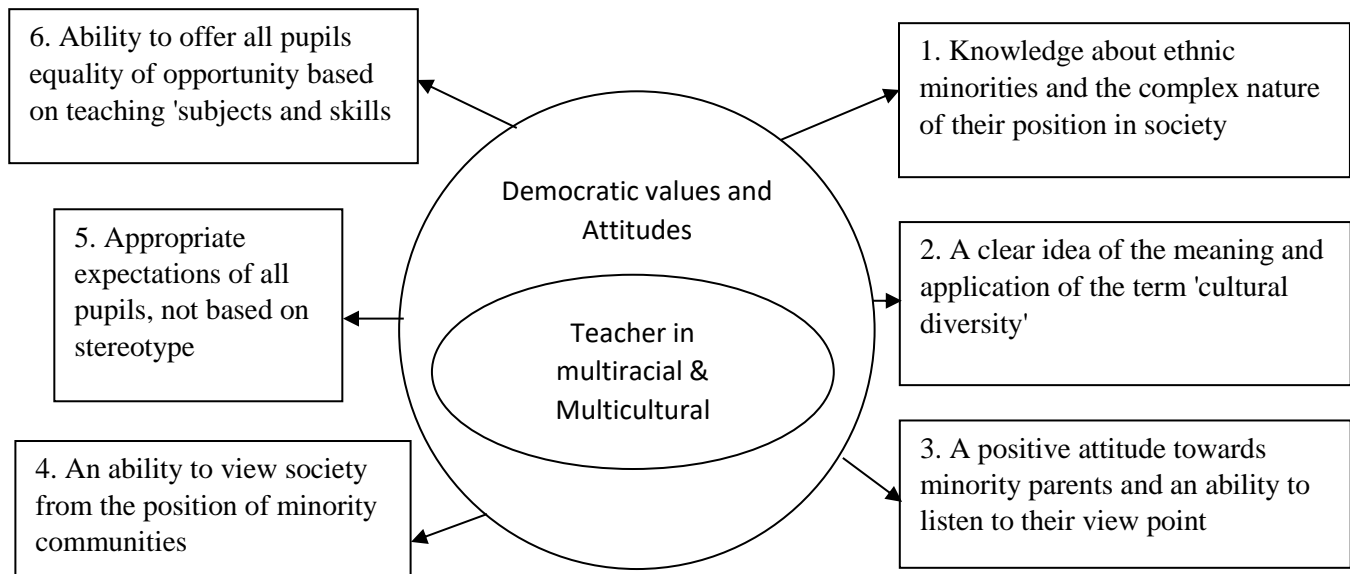 6. Ability to offer all pupils
equality of opportunity based
on teaching 'subjects and skills
1. Knowledge about ethnic
minorities and the complex nature
of their position in society
Democratic values and
Attitudes
5. Appropriate
expectations of all
pupils, not based on
stereotype
2. A clear idea of the meaning and
application of the term 'cultural
diversity'
Teacher in
multiracial &
Multicultural
4. An ability to view society
from the position of minority
communities
3. A positive attitude towards
minority parents and an ability to
listen to their view point